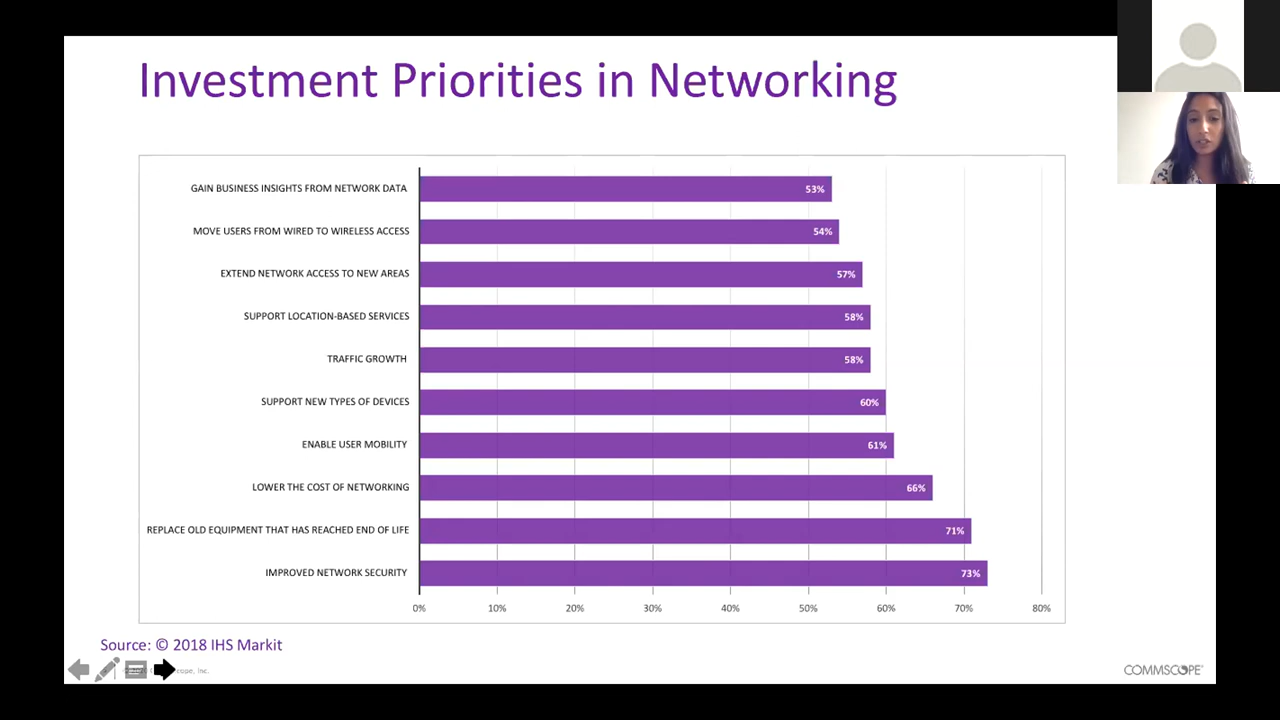 Investment Priorities in Networking
GAIN BUSINESS INSIGHTS FROM NETWORK DATA 53%
MOVE USERS FROM WIRED TO WIRELESS ACCESS 54%
EXTEND NETWORK ACCESS TO NEW AREAS 57%
SUPPORT LOCATION-BASED SERVICES 58%
TRAFFIC GROWTH 58%
SUPPORT NEW TYPES OF DEVICES 60%
ENABLE USER MOBILITY 61%
LOWER THE COST OF NETWORKING 66%
REPLACE OLD EQUIPMENT THAT HAS REACHED END OF LIFE 71%
IMPROVED NETWORK SECURITY 73%
0% 10% 20% 30% 40% 50% 60% 70% 80%
Source: © 2018 IHS Markit
Inc.
COMMSCOPE®